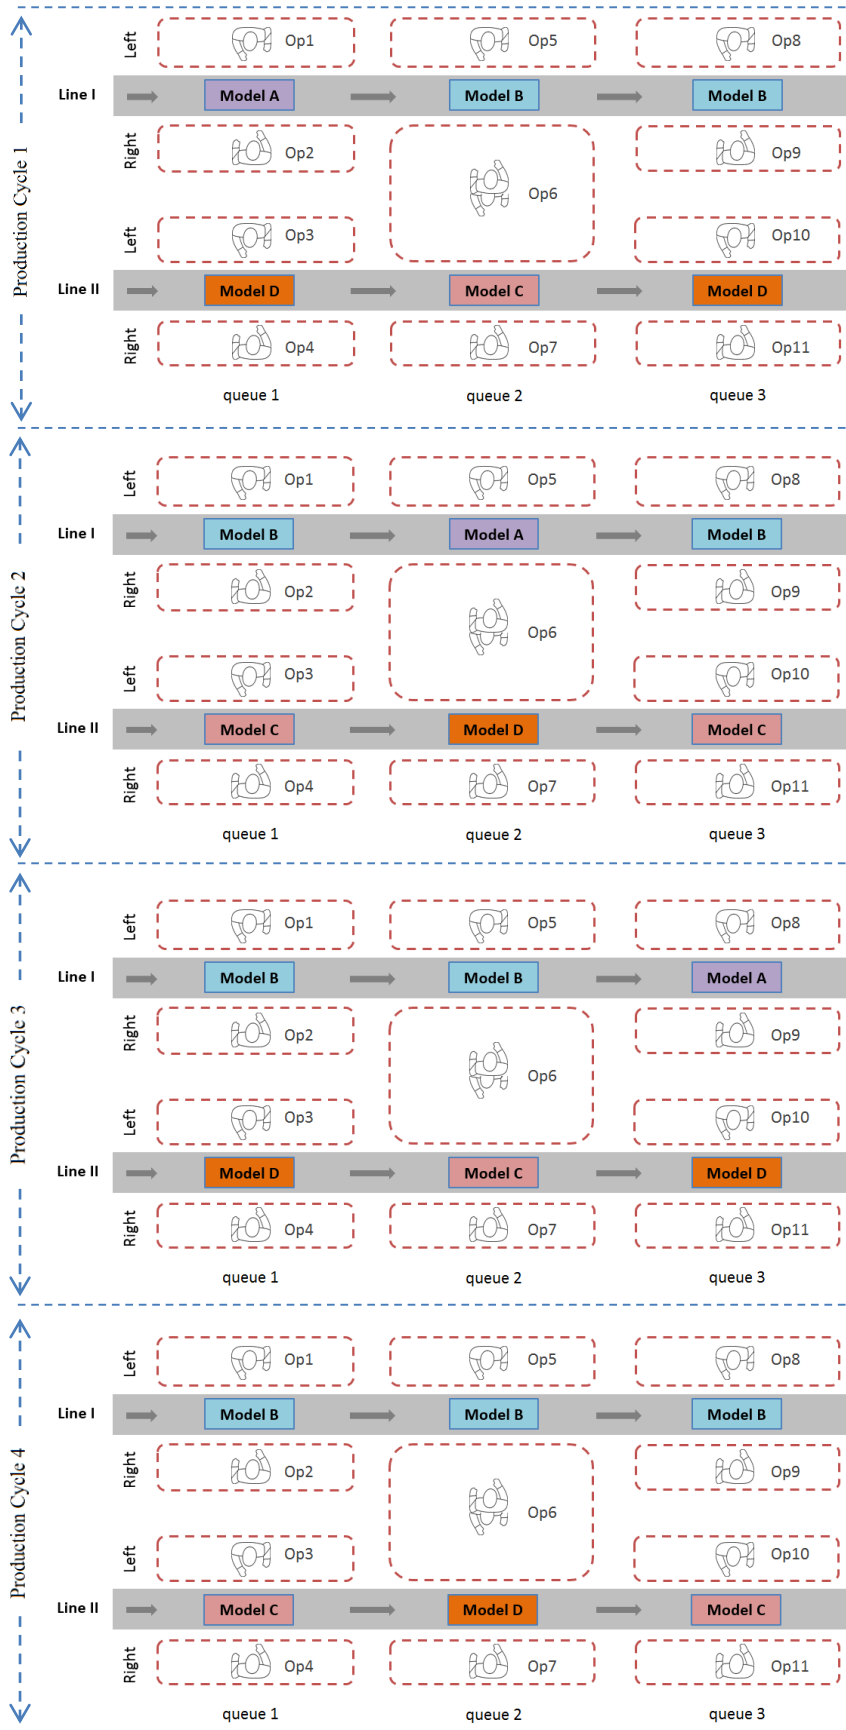 Production Cycle 1
Left
Op1
Op5
Op8
Line I
Model A
Model B
Model B
Right
Op2
Op6
Op9
Left
Op3
Op10
Line II
Model D
Model C
Model D
Right
Op4
Op7
Op11
queue 1
queue 2
queue 3
Production Cycle 2
Left
Op1
Op5
Op8
Line I
Model B
Model A
Model B
Right
Op2
Op6
Op9
Left
Op3
Op10
Line II
Model C
Model D
Model C
Right
Op4
Op7
Op11
queue 1
queue 2
queue 3
Production Cycle 3
Left
Op1
Op5
Op8
Line I
Model B
Model B
Model A
Right
Op2
Op6
Op9
Left
Op3
Op10
Line II
Model D
Model C
Model D
Right
Op4
Op7
Op11
queue 1
queue 2
queue 3
Production Cycle 4
Left
Op1
Op5
Op8
Line I
Model B
Model B
Model B
Right
Op2
Op6
Op9
Left
Op3
Op10
Line II
Model C
Model D
Model C
Right
Op4
Op7
Op11
queue 1
queue 2
queue 3